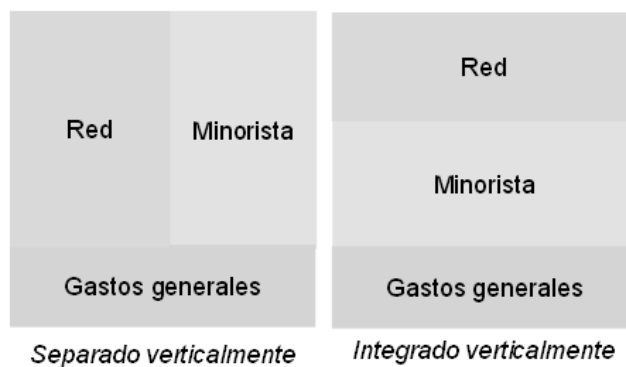 Red
Minorista
Gastos generales
Separado verticalmente
Red
Minorista
Gastos generales
Integrado verticalmente